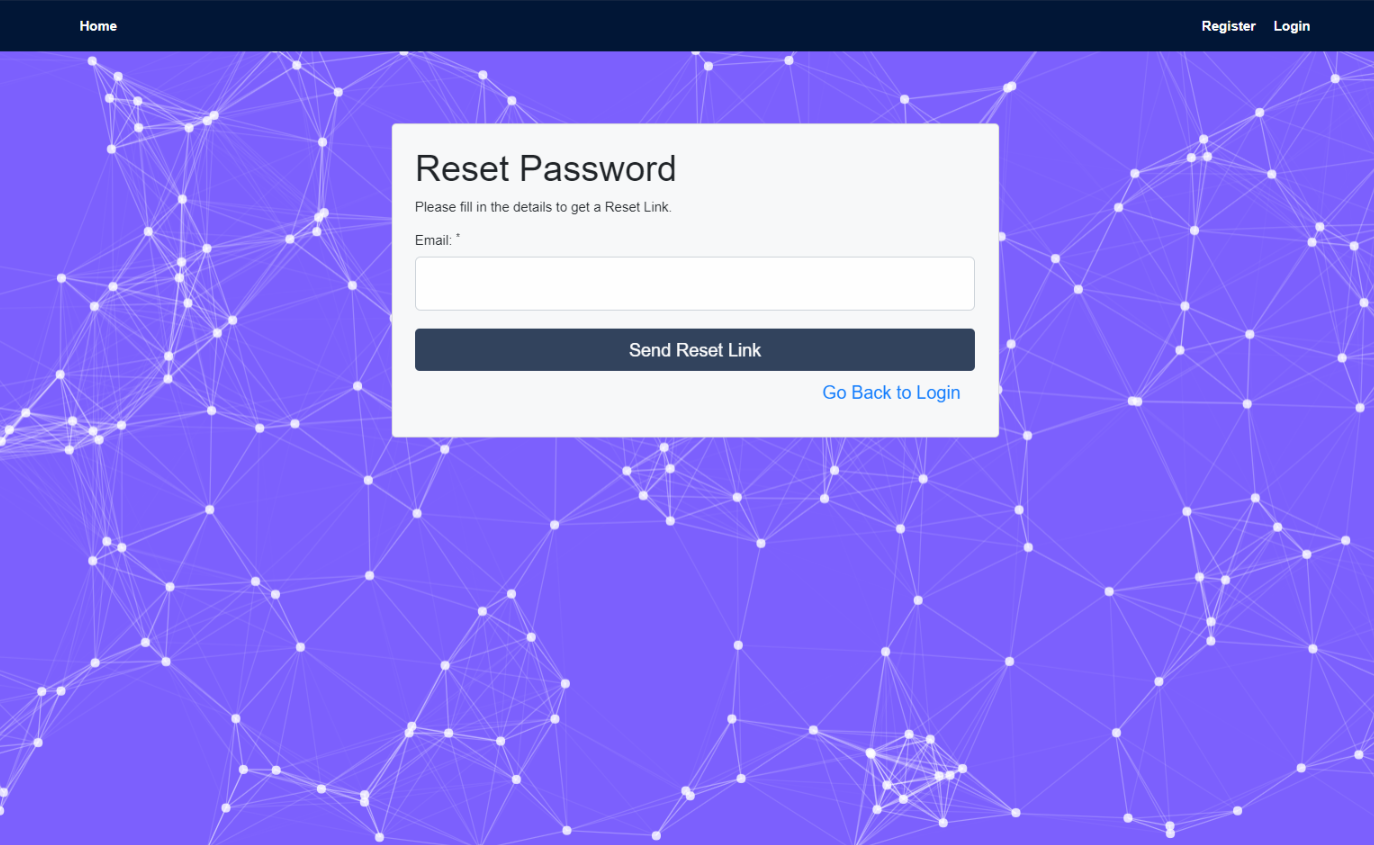 Home
Register
Login
Reset Password
Please fill in the details to get a Reset Link.
Email: *
Send Reset Link
Go Back to Login